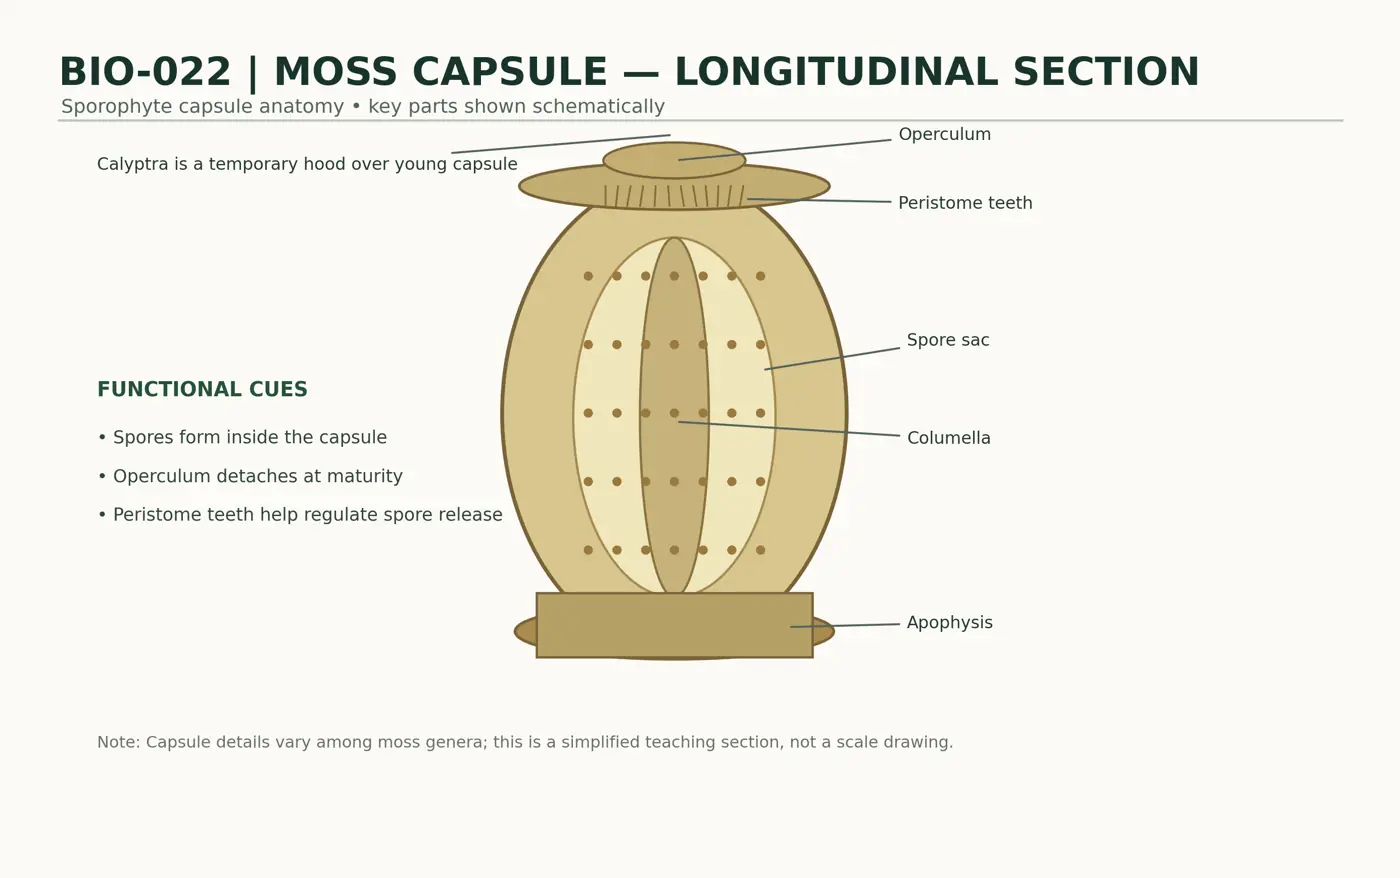 BIO-022 | MOSS CAPSULE — LONGITUDINAL SECTION
Sporophyte capsule anatomy • key parts shown schematically
Operculum
Calyptra is a temporary hood over young capsule
Peristome teeth
Spore sac
FUNCTIONAL CUES
• Spores form inside the capsule
Columella
• Operculum detaches at maturity
• Peristome teeth help regulate spore release
Apophysis
Note: Capsule details vary among moss genera; this is a simplified teaching section, not a scale drawing.